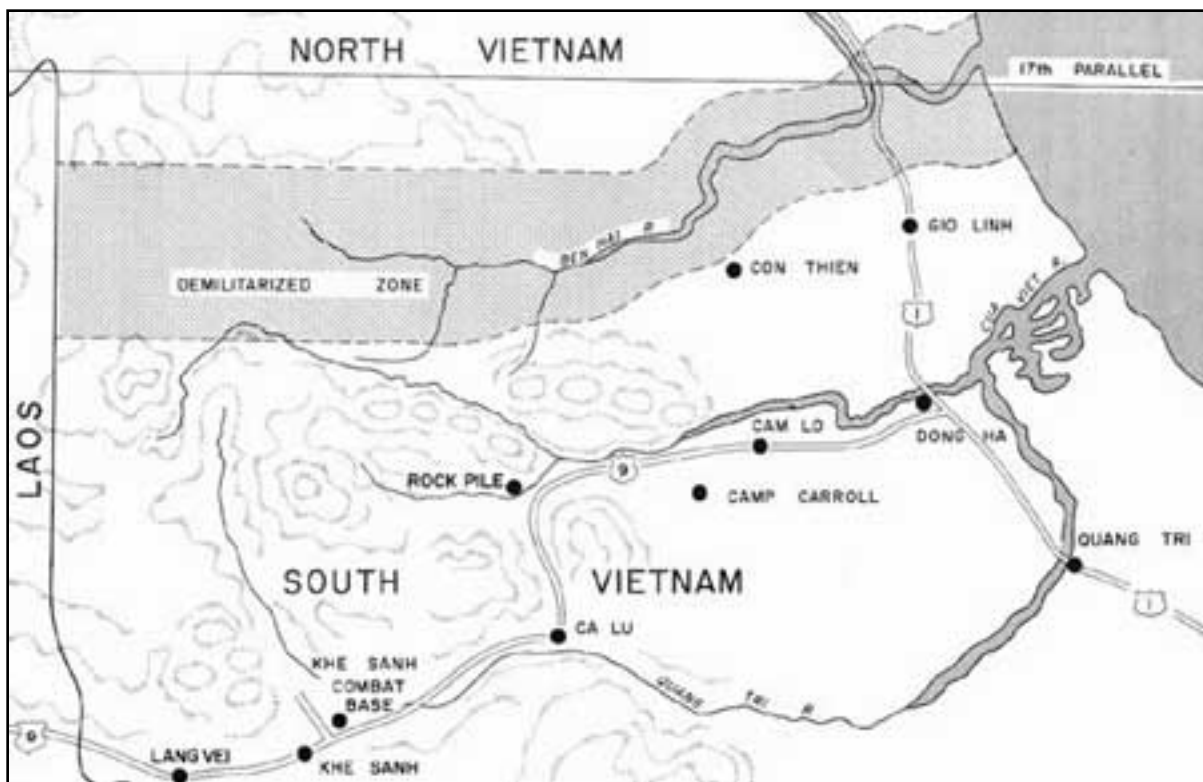 NORTH VIETNAM
17th PARALLEL
GIO LINH
BEN HAI R
CON THIEN
DEMILITARIZED ZONE
CUA VIET R.
1
LAOS
CAM LO
DONG HA
9
ROCK PILE
CAMP CARROLL
QUANG TRI
SOUTH VIETNAM
1
CA LU
KHE SANH
COMBAT
BASE
QUANG TRI R
9
LANG VEI
KHE SANH